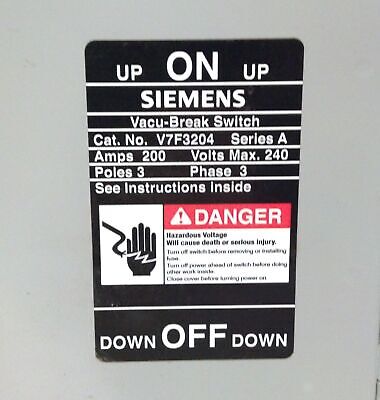 UP ON UP
SIEMENS
Vacu-Break Switch
Cat. No. V7F3204 Series A
Amps 200 Volts Max. 240
Poles 3 Phase 3
See Instructions Inside
DANGER
Hazardous Voltage
Will cause death or serious injury.
Turn off switch before removing or installing
fuse.
Turn off power ahead of switch before doing
other work inside.
Close cover before turning power on.
DOWN OFF DOWN